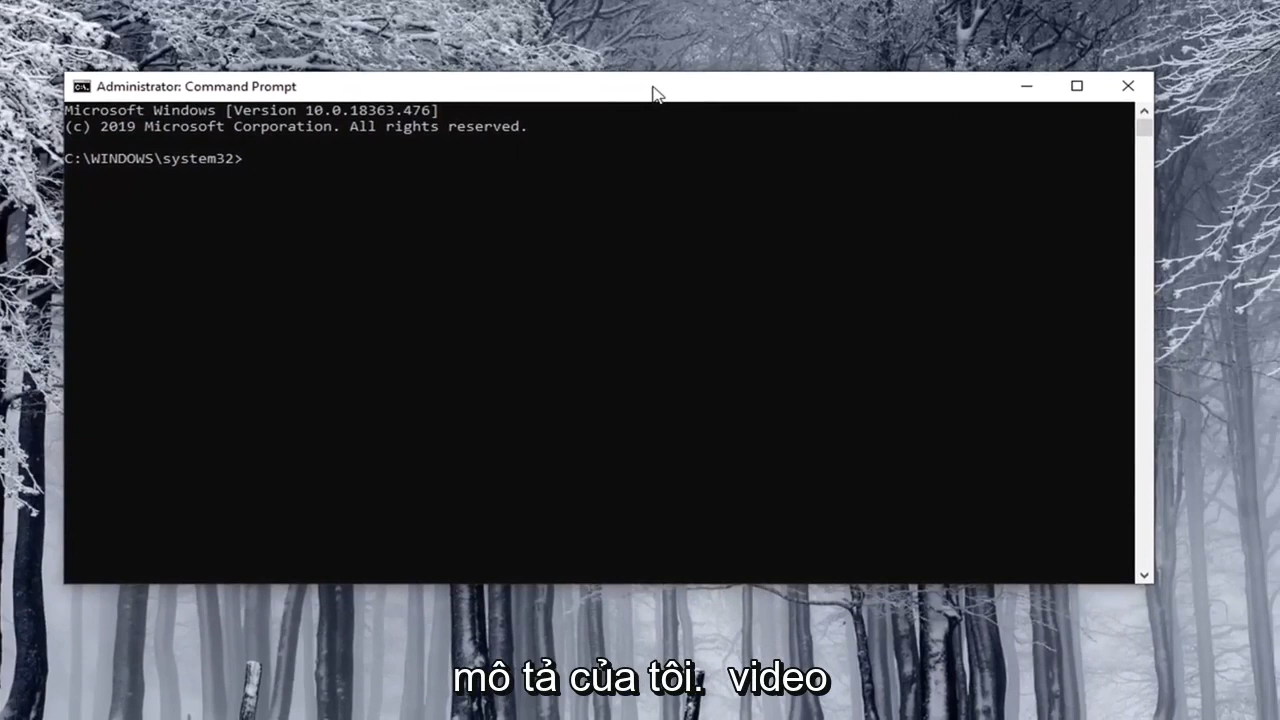 Administrator: Command Prompt
Microsoft Windows [Version 10.0.18363.476]
(c) 2019 Microsoft Corporation. All rights reserved.
C:\WINDOWS\system32>
mô tả của tôi. video